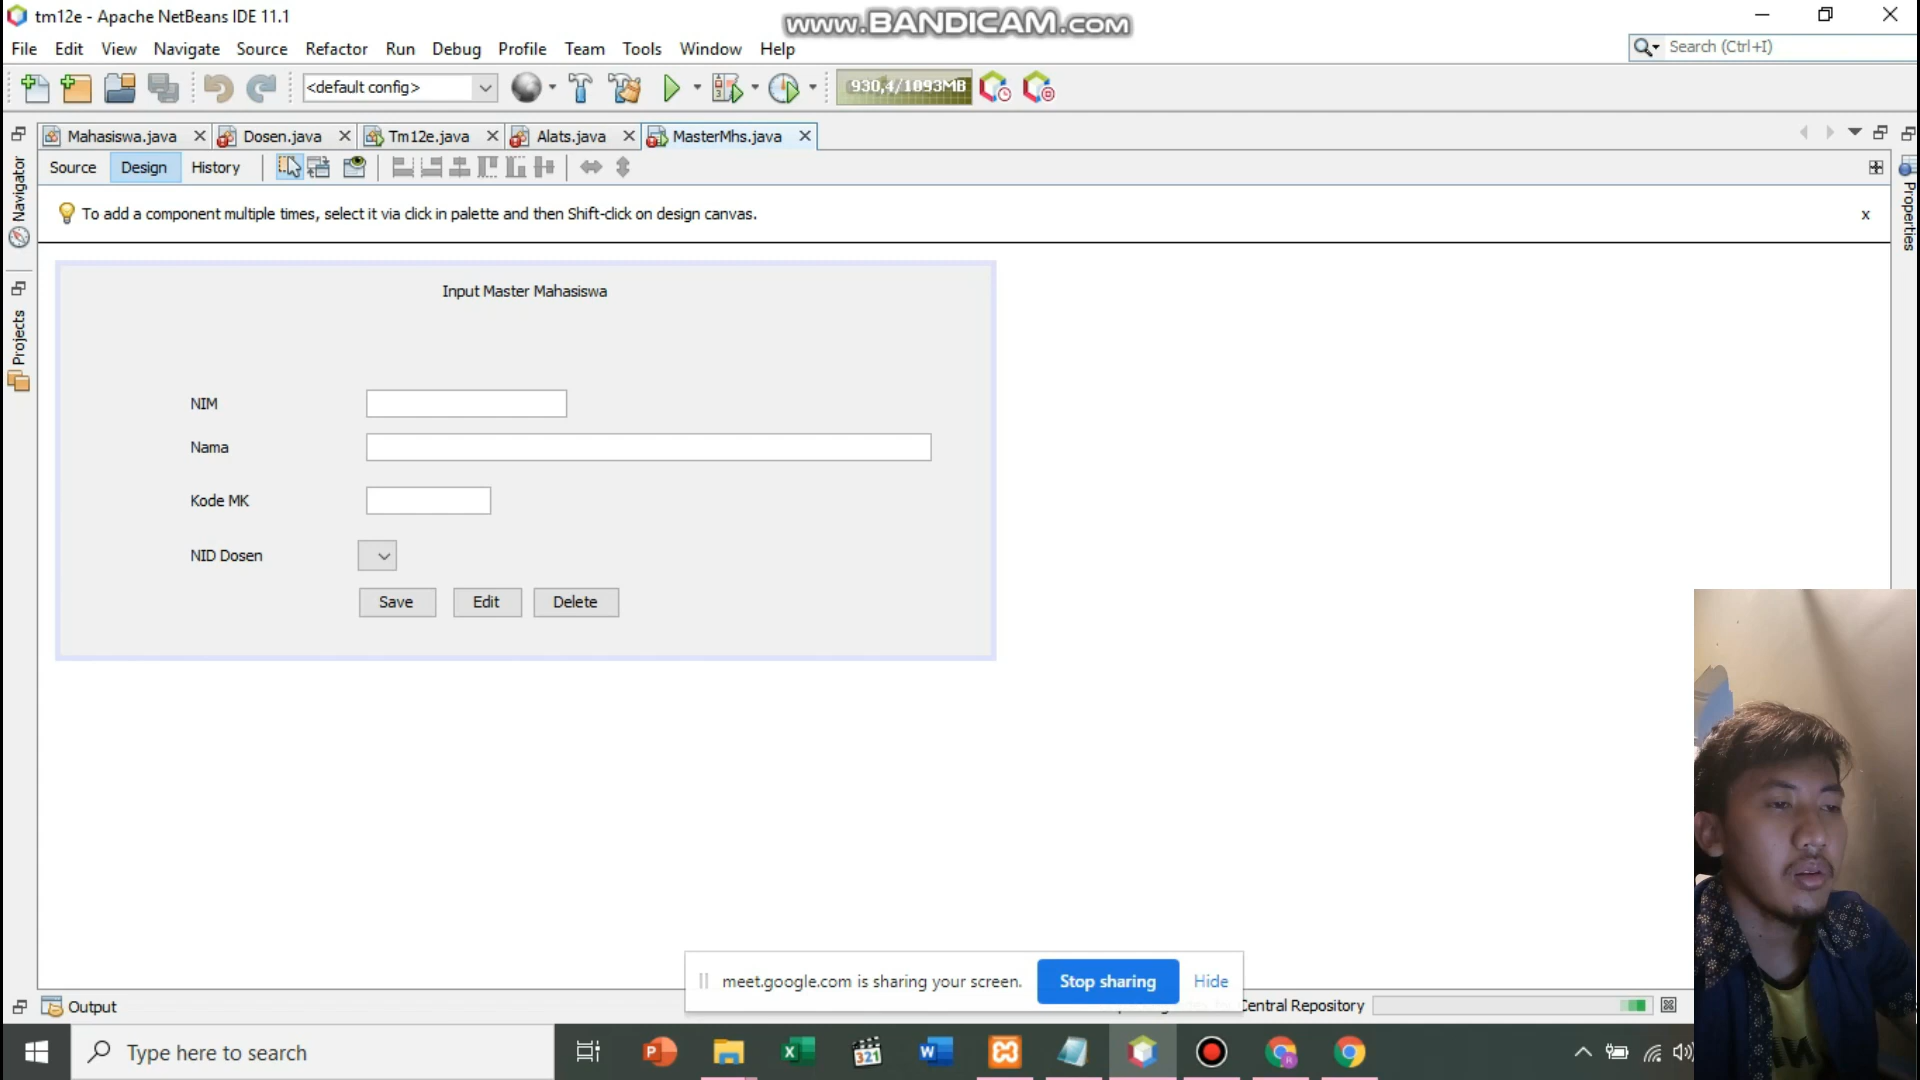 tm12e - Apache NetBeans IDE 11.1
www.BANDICAM.com
File Edit View Navigate Source Refactor Run Debug Profile Team Tools Window Help
Search (Ctrl+I)
<default config>
930,4/1093MB
Mahasiswa.java Dosen.java Tm12e.java Alats.java MasterMhs.java
Source Design History
Navigator
Projects
Properties
To add a component multiple times, select it via click in palette and then Shift-click on design canvas.
x
Input Master Mahasiswa
NIM
Nama
Kode MK
NID Dosen
Save Edit Delete
meet.google.com is sharing your screen. Stop sharing Hide
Output
Central Repository
Type here to search
321